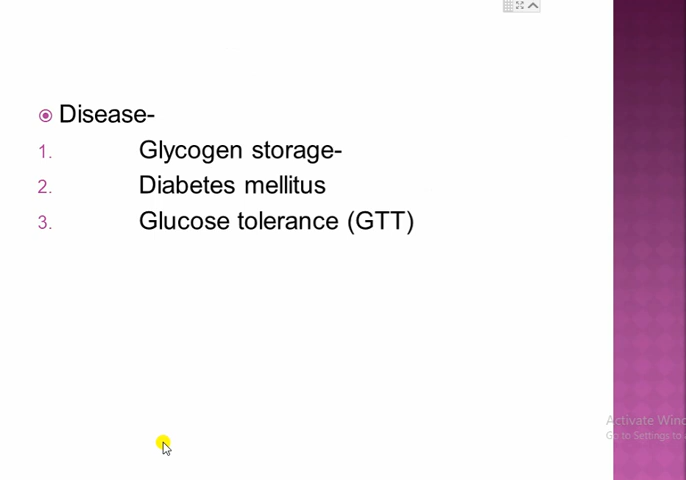 Disease-
1. Glycogen storage-
2. Diabetes mellitus
3. Glucose tolerance (GTT)
Activate Wind
Go to Settings to